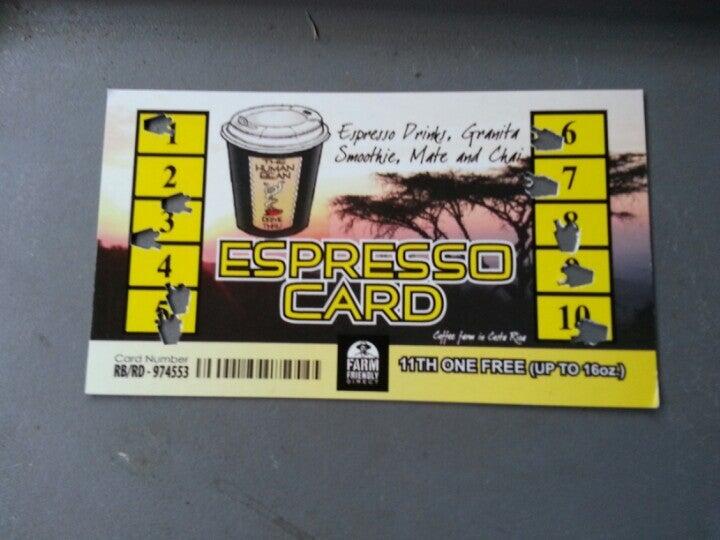 1
2
3
4
5
THE
HUMAN
BEAN
DRIVE
THRU
Espresso Drinks, Granita
Smoothie, Mate and Chai
6
7
8
9
10
ESPRESSO
CARD
Coffee farm in Costa Rica
Card Number
RB/RD - 974553
FARM
FRIENDLY
DIRECT
11TH ONE FREE (UP TO 16oz.)